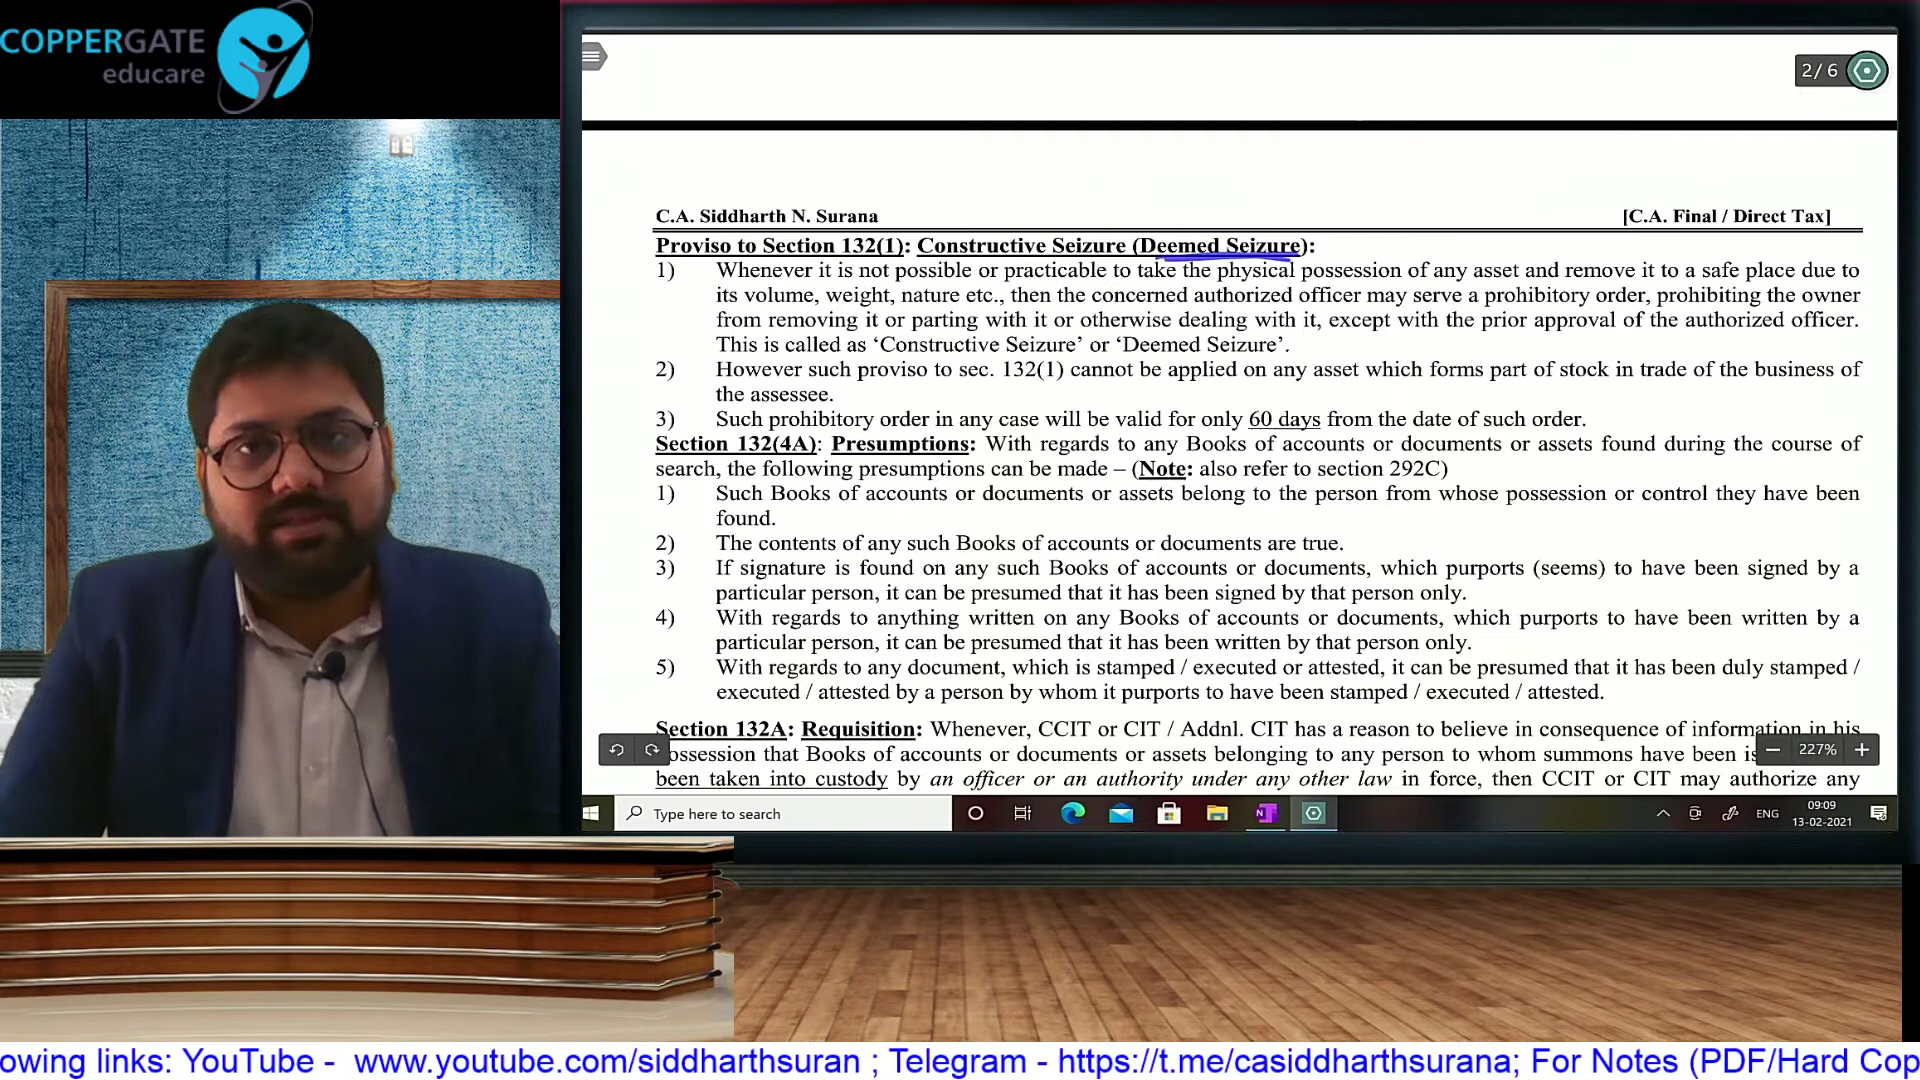 COPPERGATE
educare
2/6
C.A. Siddharth N. Surana [C.A. Final / Direct Tax]
Proviso to Section 132(1): Constructive Seizure (Deemed Seizure):
1) Whenever it is not possible or practicable to take the physical possession of any asset and remove it to a safe place due to
its volume, weight, nature etc., then the concerned authorized officer may serve a prohibitory order, prohibiting the owner
from removing it or parting with it or otherwise dealing with it, except with the prior approval of the authorized officer.
This is called as ‘Constructive Seizure’ or ‘Deemed Seizure’.
2) However such proviso to sec. 132(1) cannot be applied on any asset which forms part of stock in trade of the business of
the assessee.
3) Such prohibitory order in any case will be valid for only 60 days from the date of such order.
Section 132(4A): Presumptions: With regards to any Books of accounts or documents or assets found during the course of
search, the following presumptions can be made – (Note: also refer to section 292C)
1) Such Books of accounts or documents or assets belong to the person from whose possession or control they have been
found.
2) The contents of any such Books of accounts or documents are true.
3) If signature is found on any such Books of accounts or documents, which purports (seems) to have been signed by a
particular person, it can be presumed that it has been signed by that person only.
4) With regards to anything written on any Books of accounts or documents, which purports to have been written by a
particular person, it can be presumed that it has been written by that person only.
5) With regards to any document, which is stamped / executed or attested, it can be presumed that it has been duly stamped /
executed / attested by a person by whom it purports to have been stamped / executed / attested.
Section 132A: Requisition: Whenever, CCIT or CIT / Addnl. CIT has a reason to believe in consequence of information in his
ossession that Books of accounts or documents or assets belonging to any person to whom summons have been is
227%
been taken into custody by an officer or an authority under any other law in force, then CCIT or CIT may authorize any
Type here to search
ENG
09:09
13-02-2021
owing links: YouTube - www.youtube.com/siddharthsuran ; Telegram - https://t.me/casiddharthsurana; For Notes (PDF/Hard Cop